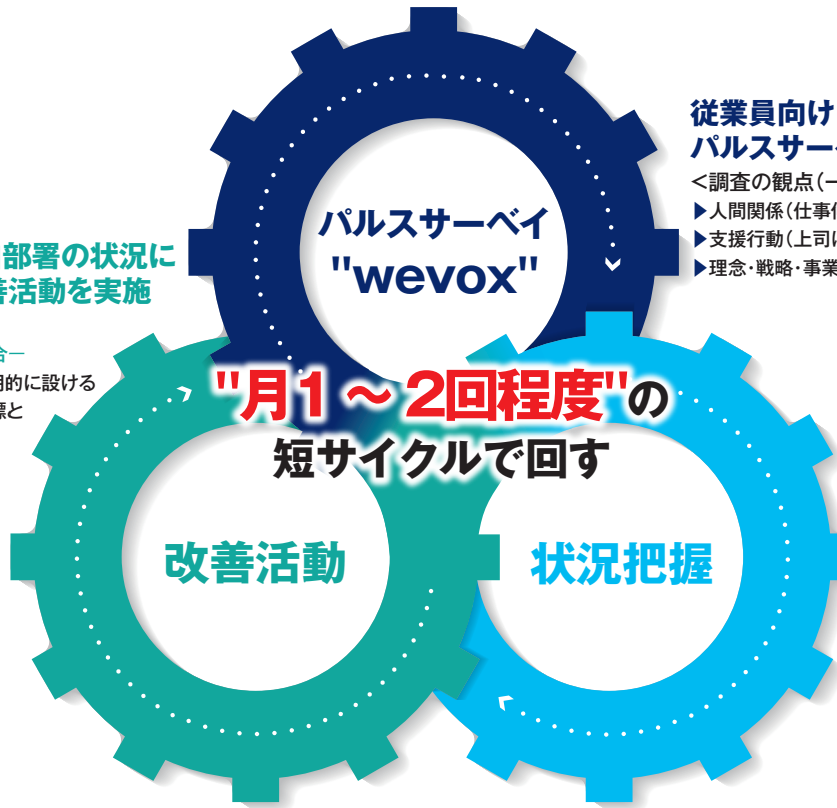 従業員向け
パルスサー
<調査の観点(
▶人間関係(仕事
▶支援行動(上司
▶理念・戦略・事業
パルスサーベイ
"wevox"
部署の状況に
善活動を実施
合ー
期的に設ける
標と
"月1 ～ 2回程度"の
短サイクルで回す
改善活動
状況把握